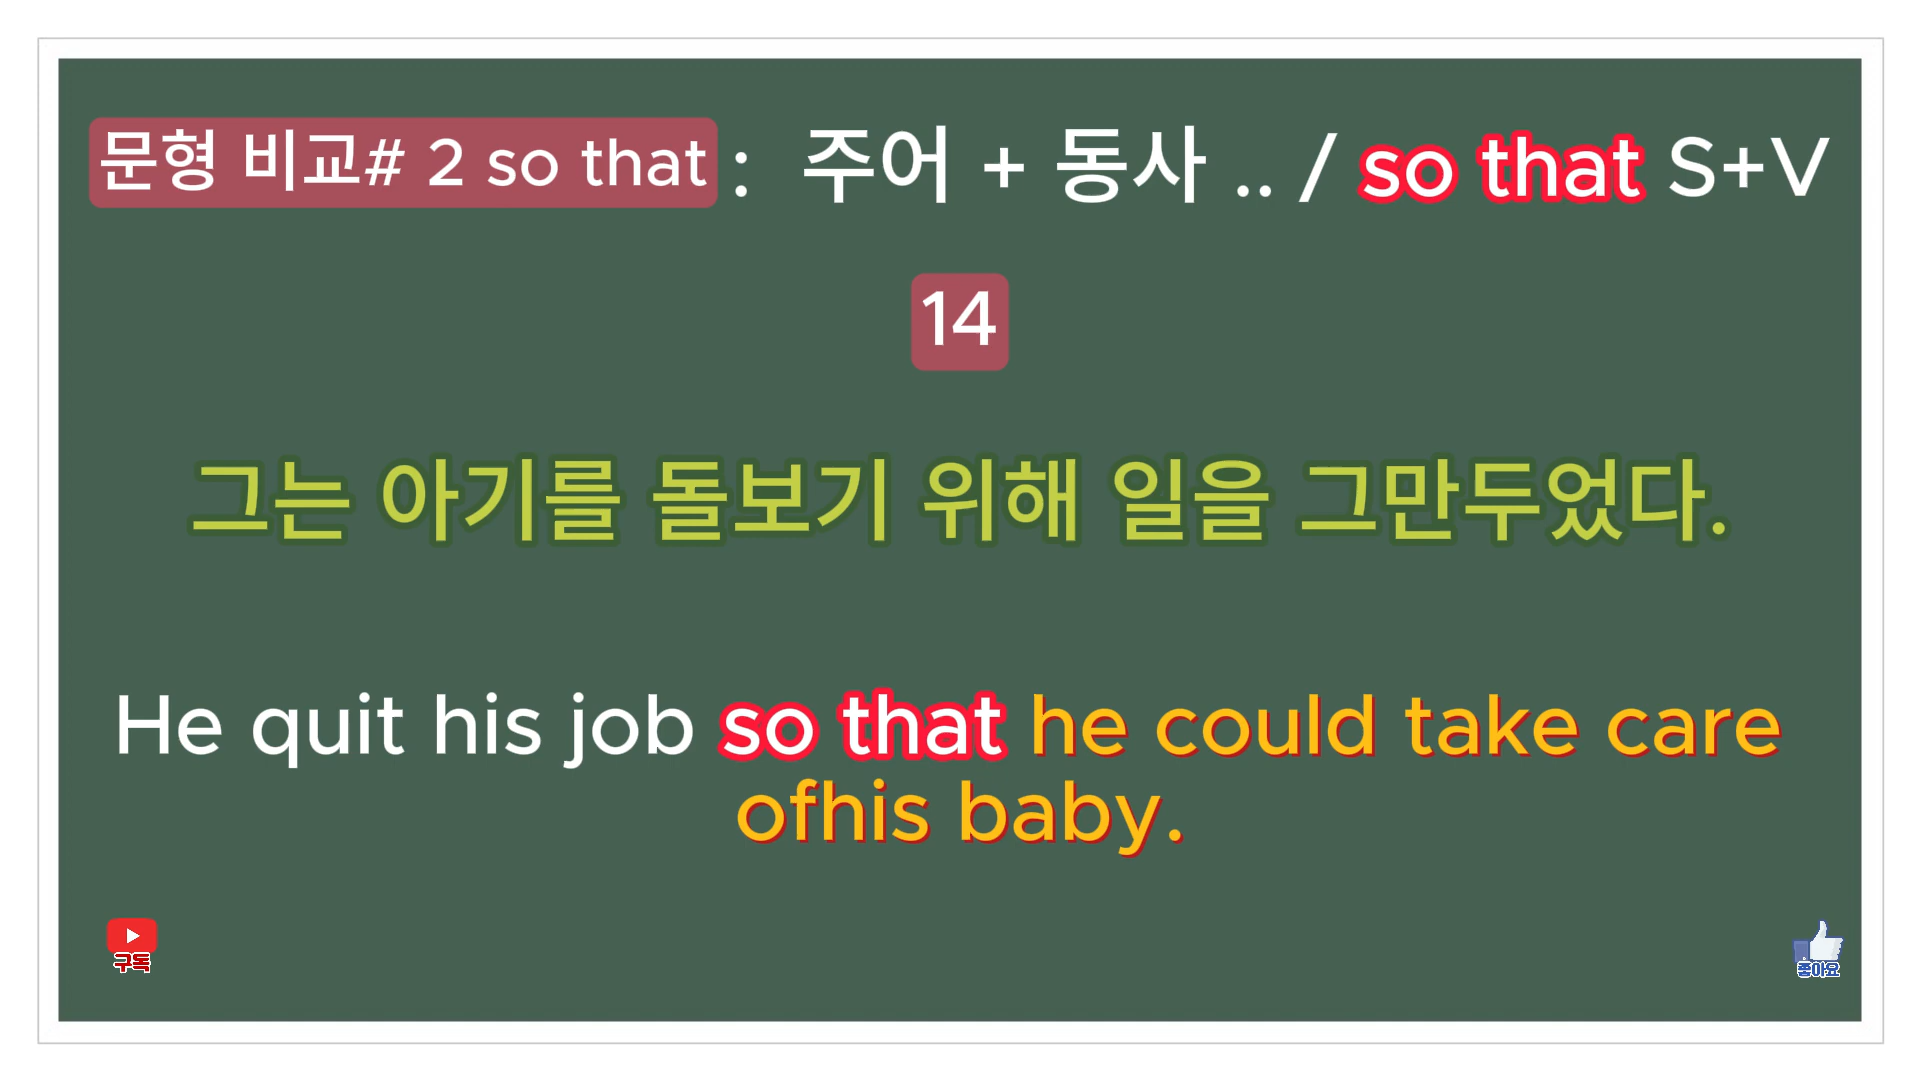 문형 비교# 2 so that : 주어 + 동사 .. / so that S+V
14
그는 아기를 돌보기 위해 일을 그만두었다.
He quit his job so that he could take care
ofhis baby.
구독
좋아요